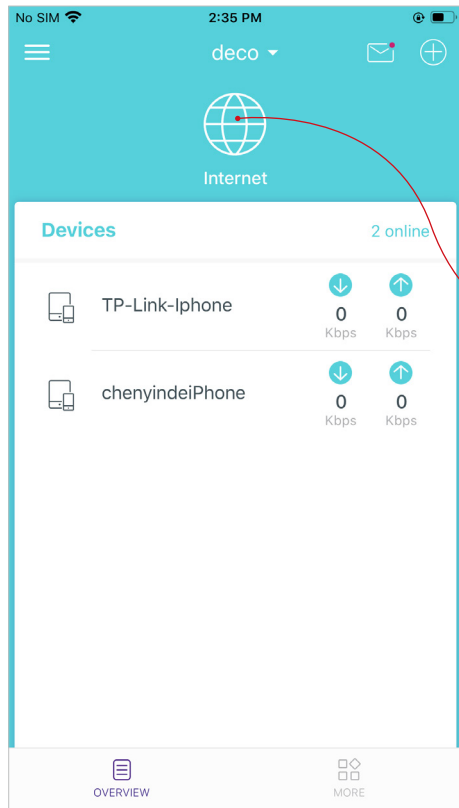 No SIM 2:35 PM
deco
Internet
Devices 2 online
TP-Link-Iphone
0 0
Kbps Kbps
chenyindeiPhone
0 0
Kbps Kbps
OVERVIEW MORE